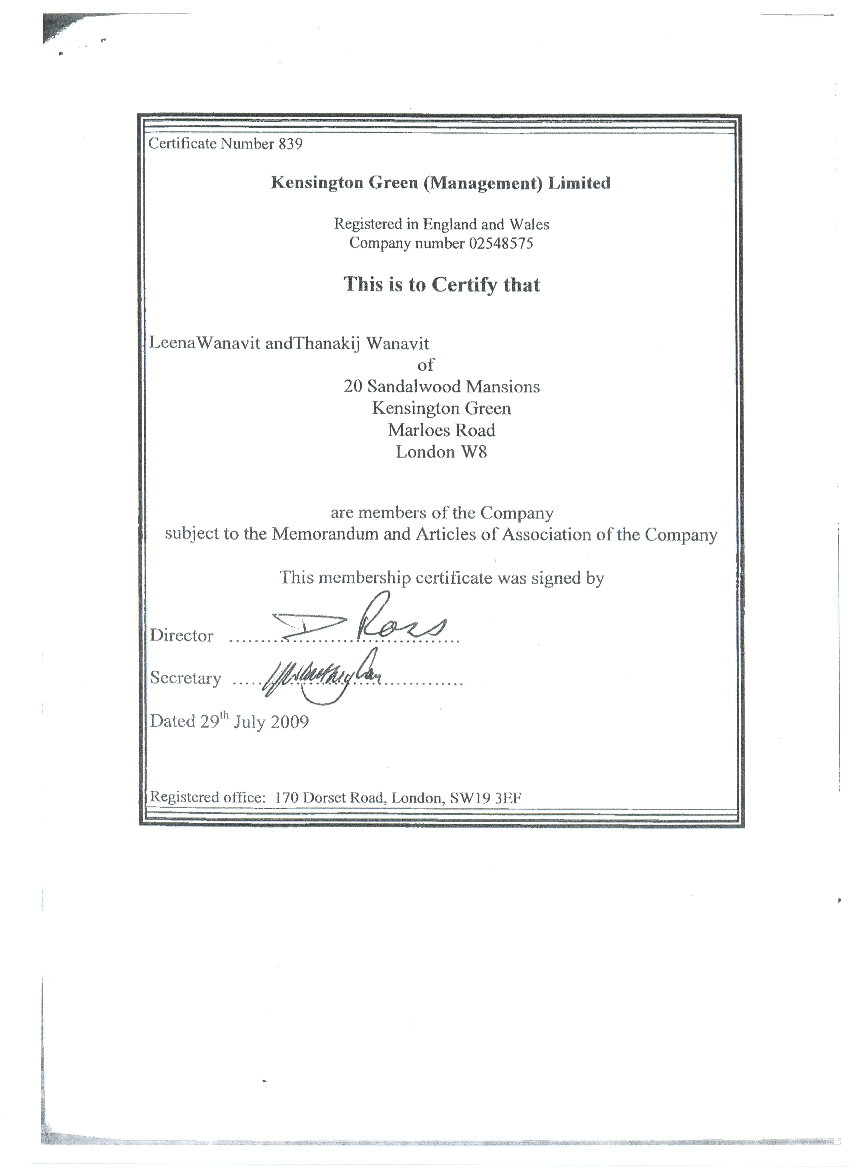 Certificate Number 839
Kensington Green (Management) Limited
Registered in England and Wales
Company number 02548575
This is to Certify that
LeenaWanavit andThanakij Wanavit
of
20 Sandalwood Mansions
Kensington Green
Marloes Road
London W8
are members of the Company
subject to the Memorandum and Articles of Association of the Company
This membership certificate was signed by
Director ........D Ross........
Secretary ....................
Dated 29th July 2009
Registered office: 170 Dorset Road, London, SW19 3EF